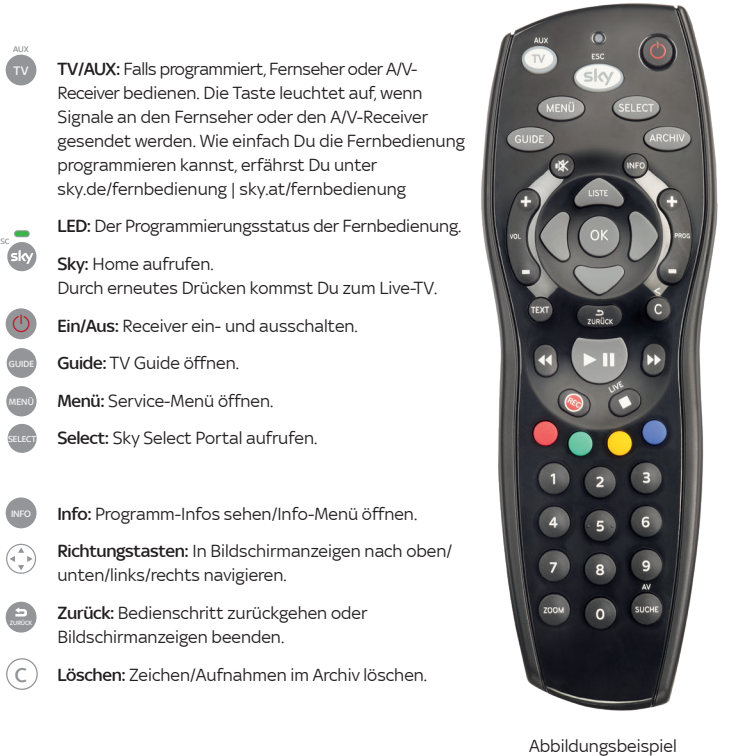 AUX
TV
TV/AUX: Falls programmiert, Fernseher oder A/V-
Receiver bedienen. Die Taste leuchtet auf, wenn
Signale an den Fernseher oder den A/V-Receiver
gesendet werden. Wie einfach Du die Fernbedienung
programmieren kannst, erfährst Du unter
sky.de/fernbedienung | sky.at/fernbedienung
LED: Der Programmierungsstatus der Fernbedienung.
SC
sky
Sky: Home aufrufen.
Durch erneutes Drücken kommst Du zum Live-TV.
Ein/Aus: Receiver ein- und ausschalten.
GUIDE
Guide: TV Guide öffnen.
MENÜ
Menü: Service-Menü öffnen.
SELECT
Select: Sky Select Portal aufrufen.
INFO
Info: Programm-Infos sehen/Info-Menü öffnen.
Richtungstasten: In Bildschirmanzeigen nach oben/
unten/links/rechts navigieren.
ZURÜCK
Zurück: Bedienschritt zurückgehen oder
Bildschirmanzeigen beenden.
C
Löschen: Zeichen/Aufnahmen im Archiv löschen.
AUX
TV
ESC
sky
MENÜ
SELECT
GUIDE
ARCHIV
INFO
LISTE
+
+
VOL
OK
PROG
-
-
<
TEXT
ZURÜCK
C
LIVE
REC
1
2
3
4
5
6
7
8
9
AV
ZOOM
0
SUCHE
Abbildungsbeispiel